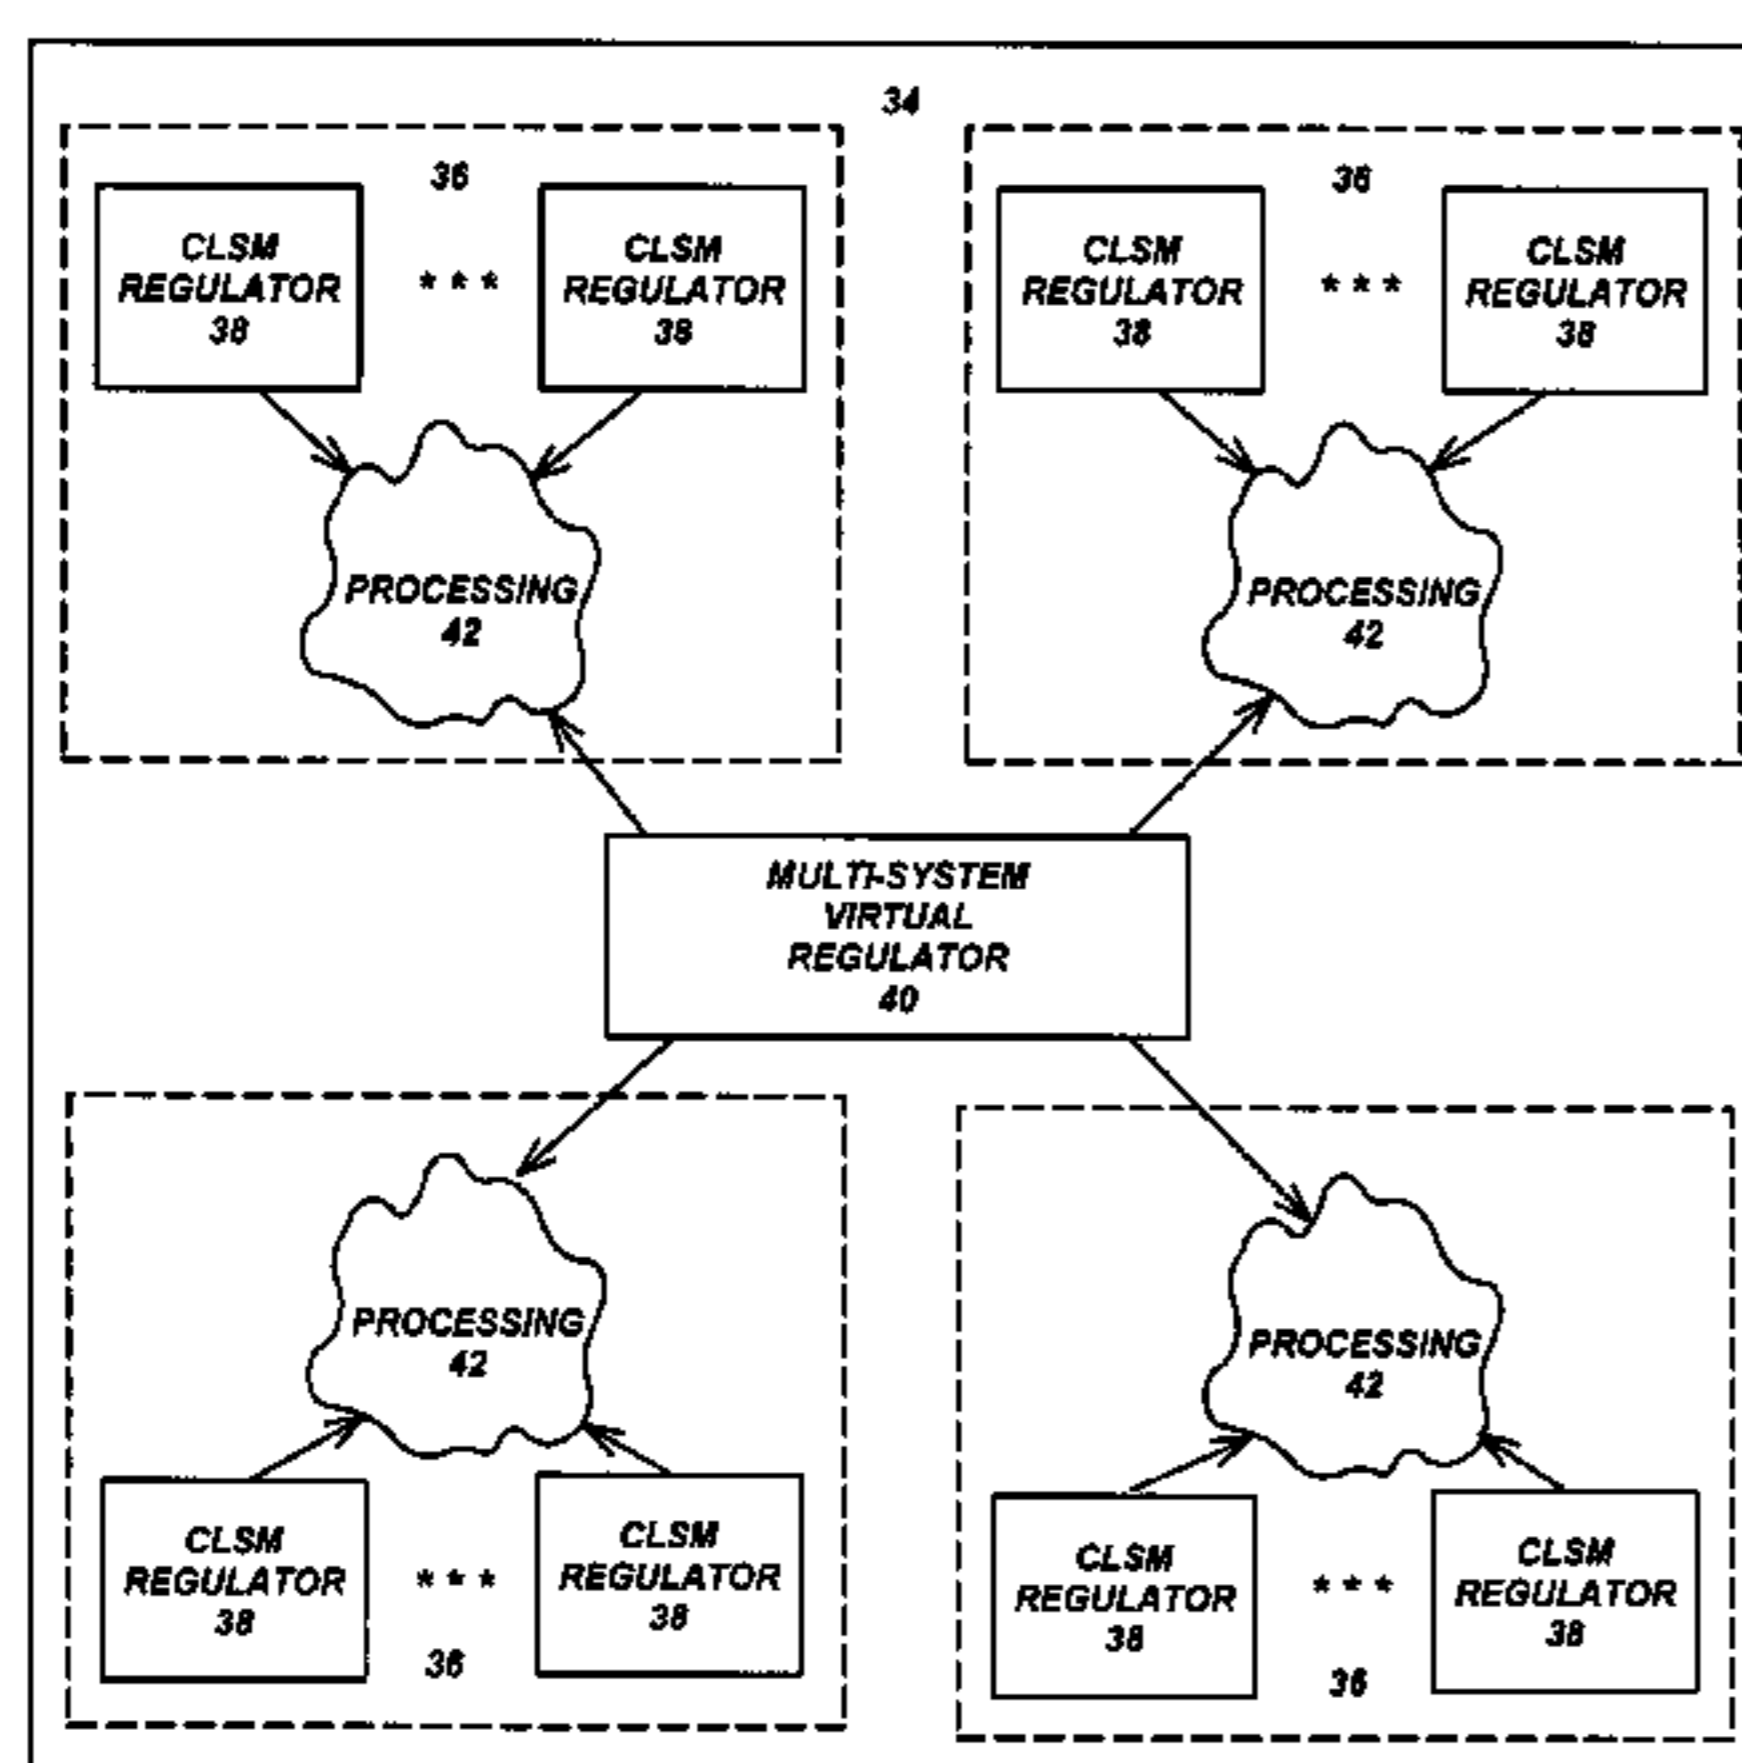 34
36
CLSM
REGULATOR
38
* * *
CLSM
REGULATOR
38
PROCESSING
42
36
CLSM
REGULATOR
38
* * *
CLSM
REGULATOR
38
PROCESSING
42
MULTI-SYSTEM
VIRTUAL
REGULATOR
40
PROCESSING
42
CLSM
REGULATOR
38
* * *
CLSM
REGULATOR
38
36
PROCESSING
42
CLSM
REGULATOR
38
* * *
CLSM
REGULATOR
38
36